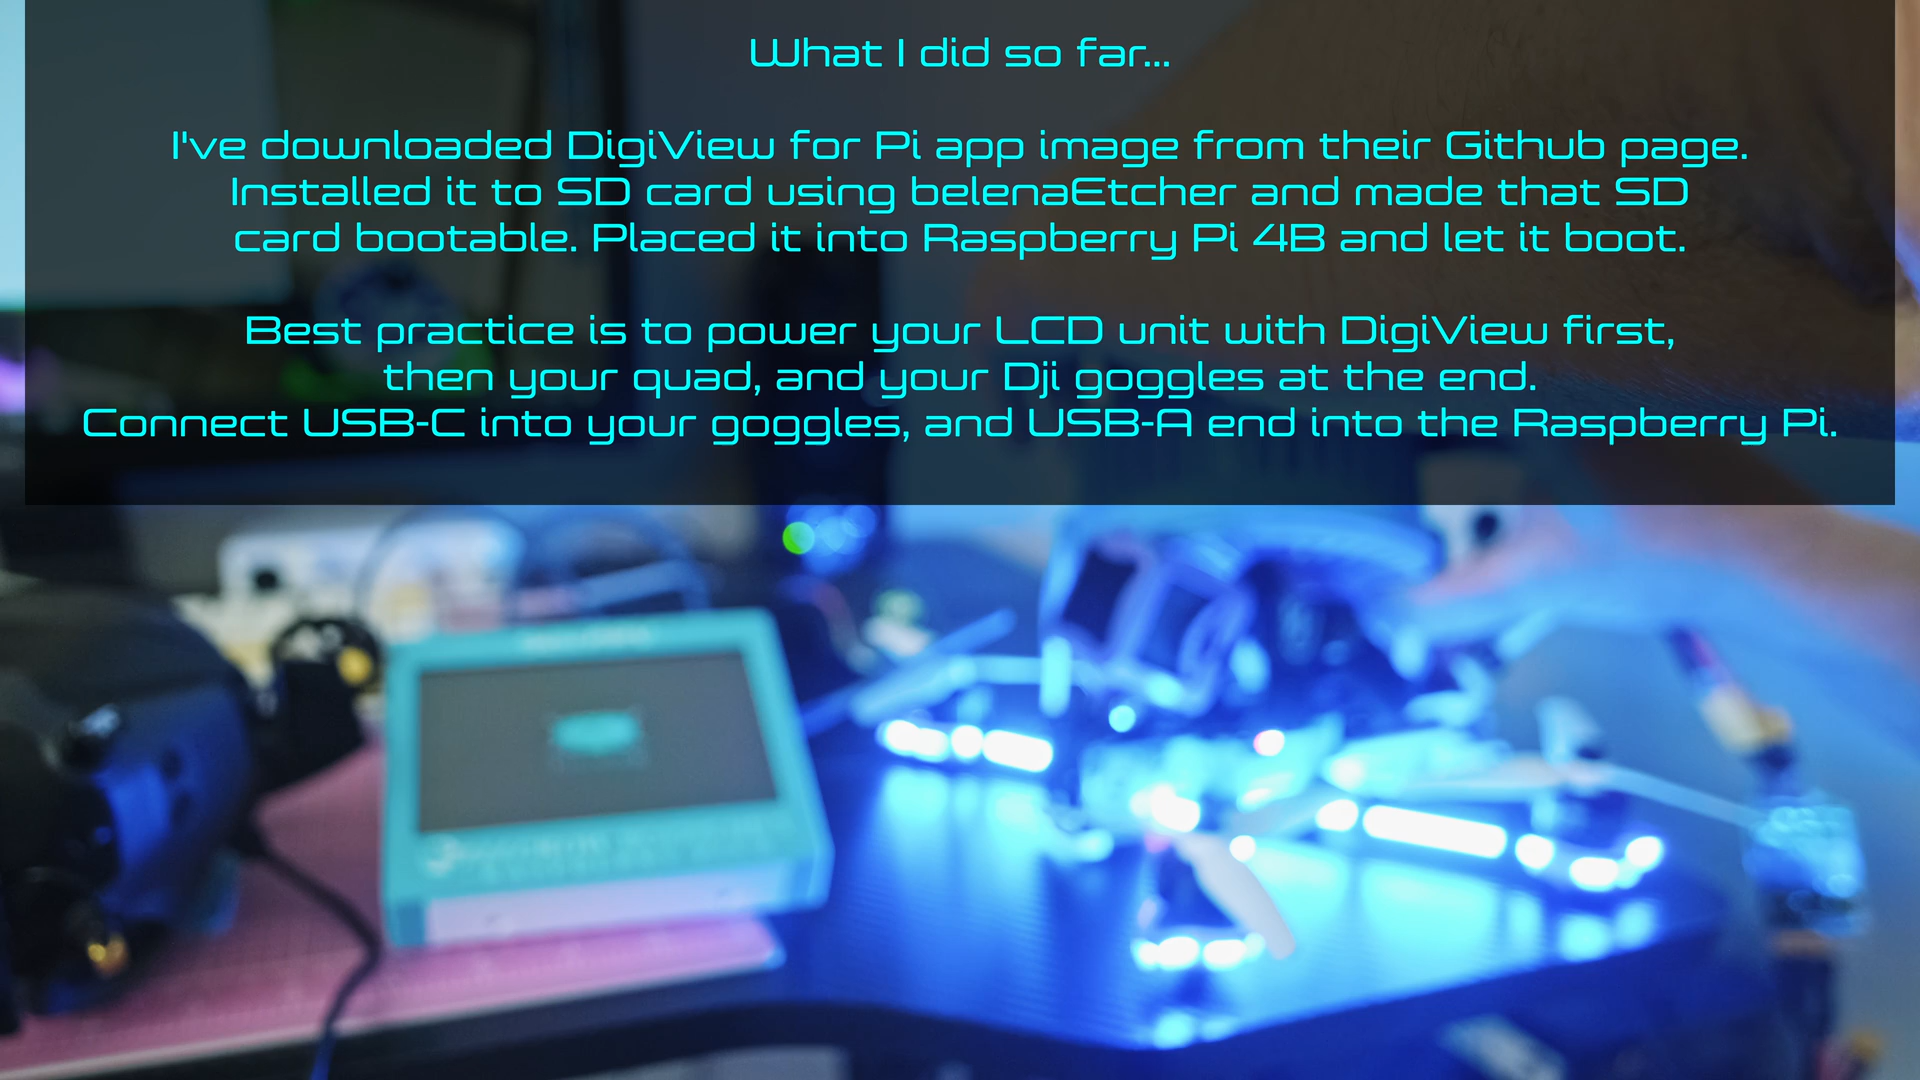 What I did so far...
I've downloaded DigiView for Pi app image from their Github page.
Installed it to SD card using belenaEtcher and made that SD
card bootable. Placed it into Raspberry Pi 4B and let it boot.
Best practice is to power your LCD unit with DigiView first,
then your quad, and your Dji goggles at the end.
Connect USB-C into your goggles, and USB-A end into the Raspberry Pi.